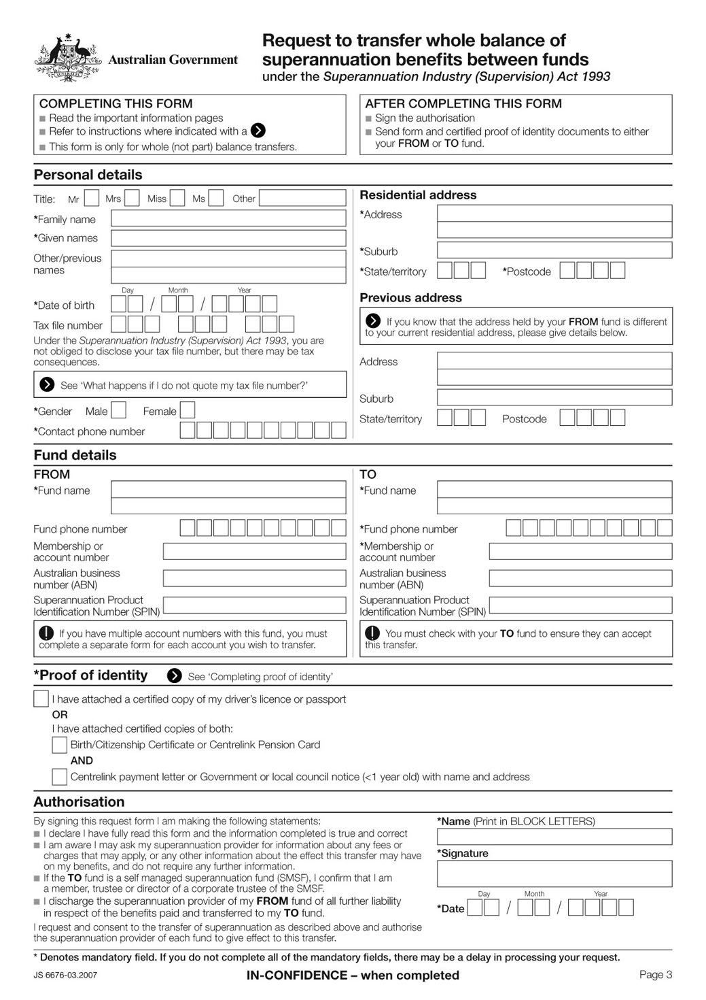 Australian Government
Request to transfer whole balance of
superannuation benefits between funds
under the Superannuation Industry (Supervision) Act 1993
COMPLETING THIS FORM
■ Read the important information pages
■ Refer to instructions where indicated with a
■ This form is only for whole (not part) balance transfers.
AFTER COMPLETING THIS FORM
■ Sign the authorisation
■ Send form and certified proof of identity documents to either
your FROM or TO fund.
Personal details
Title: Mr Mrs Miss Ms Other
*Family name
*Given names
Other/previous
names
Day Month Year
*Date of birth / /
Tax file number
Under the Superannuation Industry (Supervision) Act 1993, you are
not obliged to disclose your tax file number, but there may be tax
consequences.
See ‘What happens if I do not quote my tax file number?’
*Gender Male Female
*Contact phone number
Residential address
*Address
*Suburb
*State/territory *Postcode
Previous address
If you know that the address held by your FROM fund is different
to your current residential address, please give details below.
Address
Suburb
State/territory Postcode
Fund details
FROM
*Fund name
Fund phone number
Membership or
account number
Australian business
number (ABN)
Superannuation Product
Identification Number (SPIN)
! If you have multiple account numbers with this fund, you must
complete a separate form for each account you wish to transfer.
TO
*Fund name
*Fund phone number
*Membership or
account number
Australian business
number (ABN)
Superannuation Product
Identification Number (SPIN)
! You must check with your TO fund to ensure they can accept
this transfer.
*Proof of identity See ‘Completing proof of identity’
I have attached a certified copy of my driver’s licence or passport
OR
I have attached certified copies of both:
Birth/Citizenship Certificate or Centrelink Pension Card
AND
Centrelink payment letter or Government or local council notice (<1 year old) with name and address
Authorisation
By signing this request form I am making the following statements:
■ I declare I have fully read this form and the information completed is true and correct
■ I am aware I may ask my superannuation provider for information about any fees or
charges that may apply, or any other information about the effect this transfer may have
on my benefits, and do not require any further information.
■ If the TO fund is a self managed superannuation fund (SMSF), I confirm that I am
a member, trustee or director of a corporate trustee of the SMSF.
■ I discharge the superannuation provider of my FROM fund of all further liability
in respect of the benefits paid and transferred to my TO fund.
I request and consent to the transfer of superannuation as described above and authorise
the superannuation provider of each fund to give effect to this transfer.
*Name (Print in BLOCK LETTERS)
*Signature
Day Month Year
*Date / /
* Denotes mandatory field. If you do not complete all of the mandatory fields, there may be a delay in processing your request.
JS 6676-03.2007
IN-CONFIDENCE – when completed
Page 3